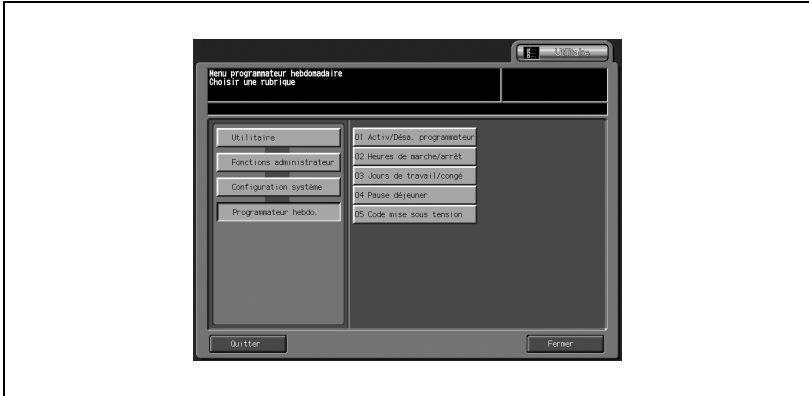 Utilitaire
Menu programmateur hebdomadaire
Choisir une rubrique
Utilitaire
Fonctions administrateur
Configuration système
Programmateur hebdo.
01 Activ/Désa. programmateur
02 Heures de marche/arrêt
03 Jours de travail/congé
04 Pause déjeuner
05 Code mise sous tension
Quitter
Fermer